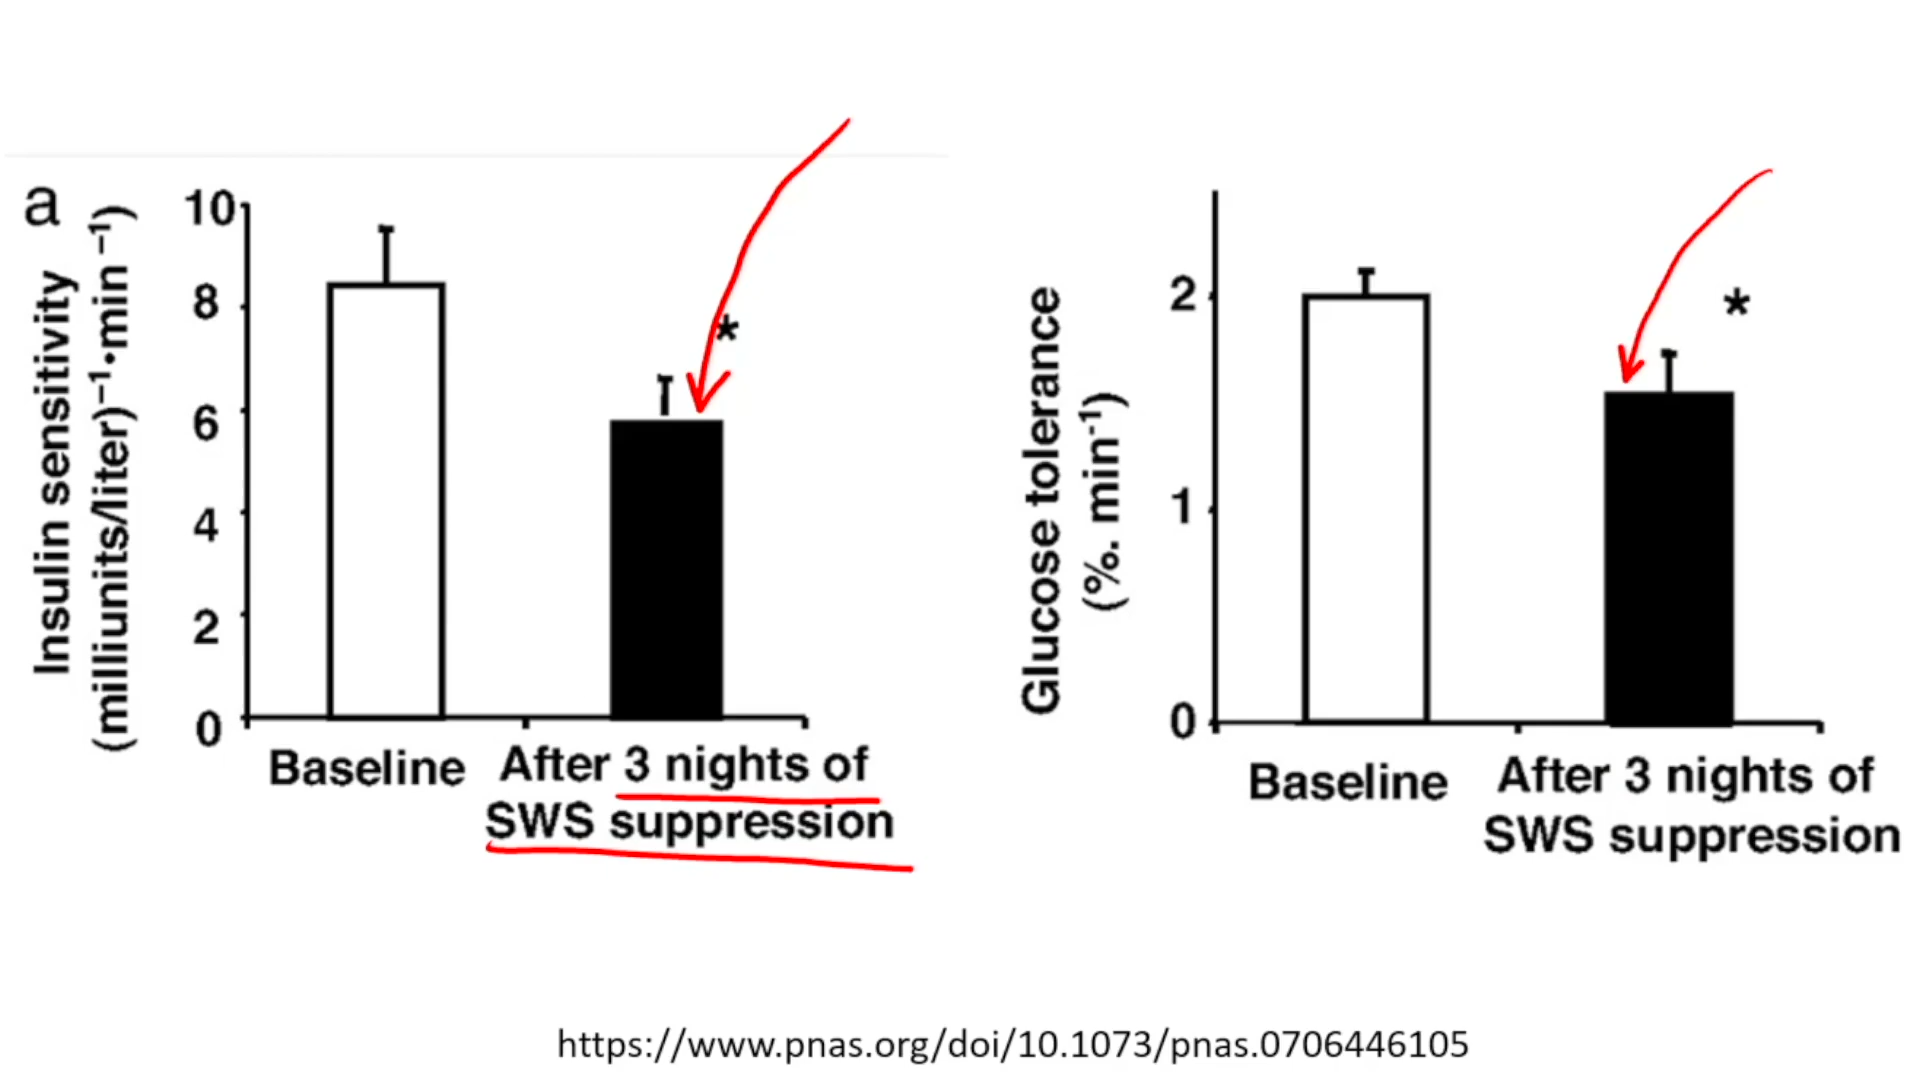 a
Insulin sensitivity
(milliunits/liter)⁻¹•min⁻¹)
10
8
6
4
2
0
*
Baseline
After 3 nights of
SWS suppression
Glucose tolerance
(%. min⁻¹)
2
1
0
*
Baseline
After 3 nights of
SWS suppression
https://www.pnas.org/doi/10.1073/pnas.0706446105